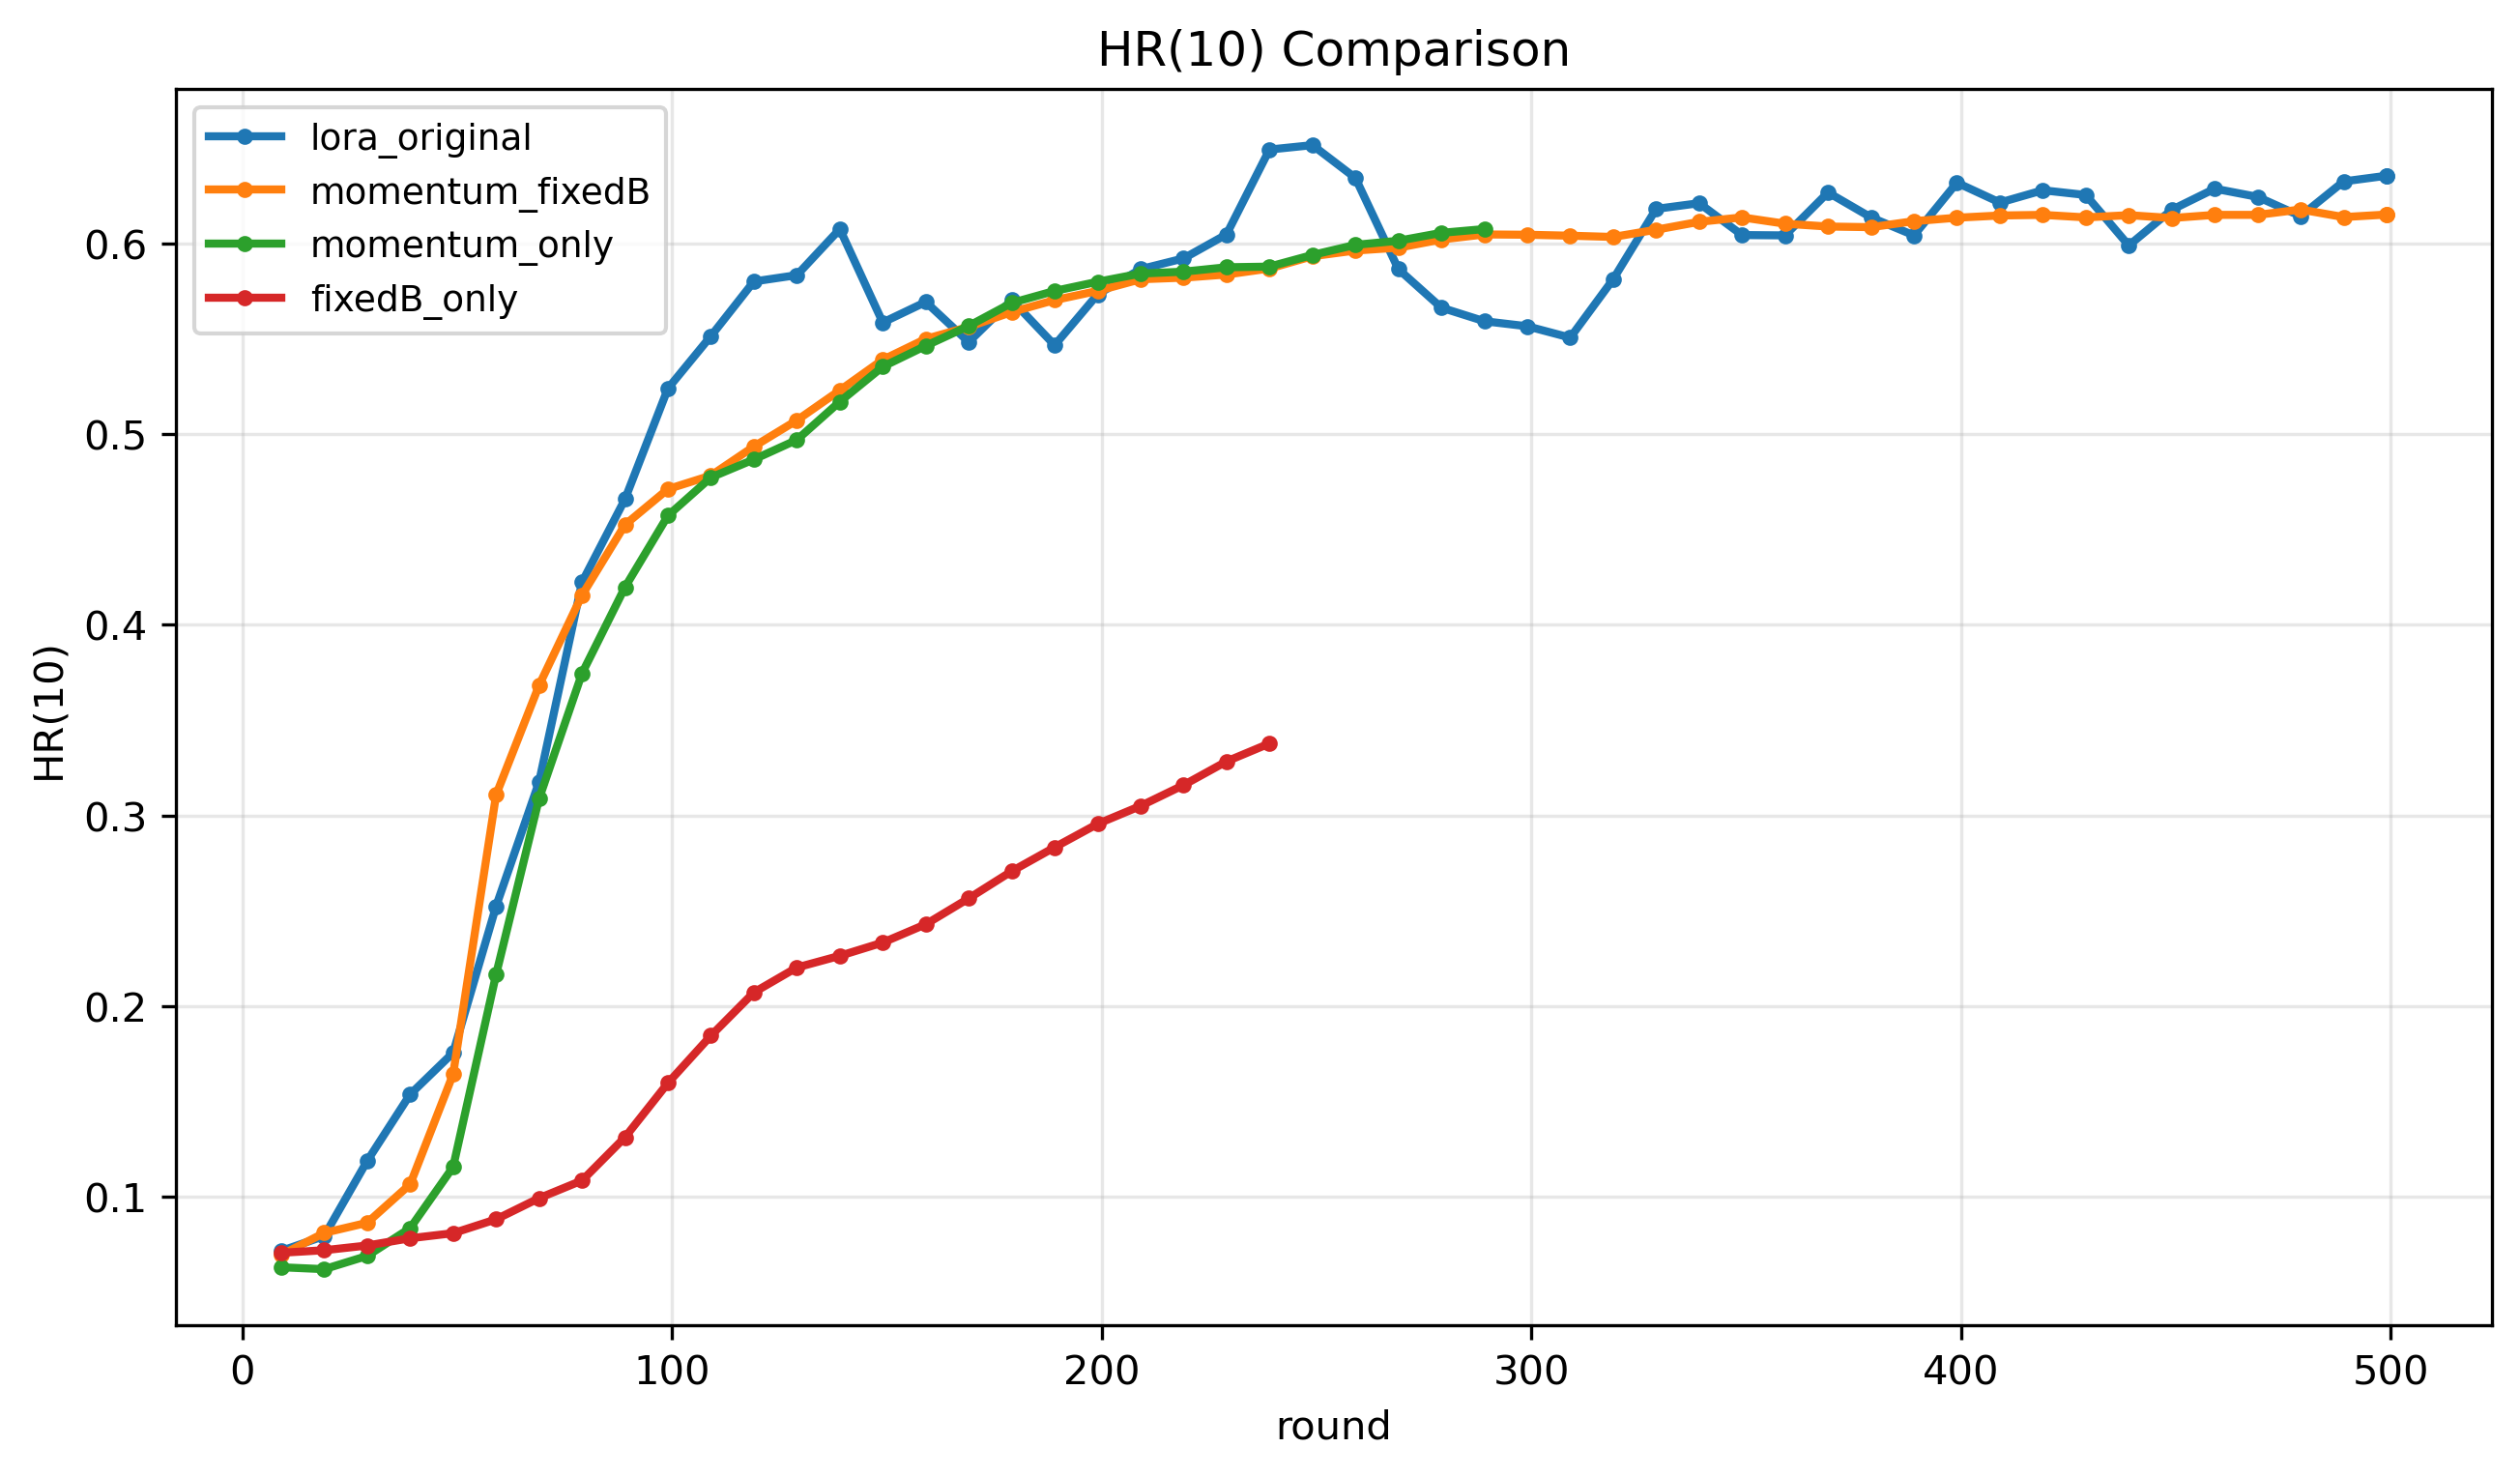 HR(10) Comparison
lora_original
momentum_fixedB
momentum_only
fixedB_only
HR(10)
0.6
0.5
0.4
0.3
0.2
0.1
0 100 200 300 400 500
round